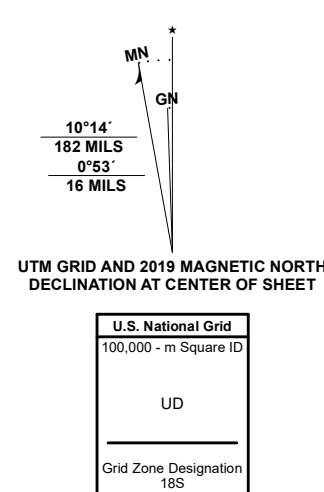 ★
MN
GN
10°14´
182 MILS
0°53´
16 MILS
UTM GRID AND 2019 MAGNETIC NORTH
DECLINATION AT CENTER OF SHEET
U.S. National Grid
100,000 - m Square ID
UD
Grid Zone Designation
18S